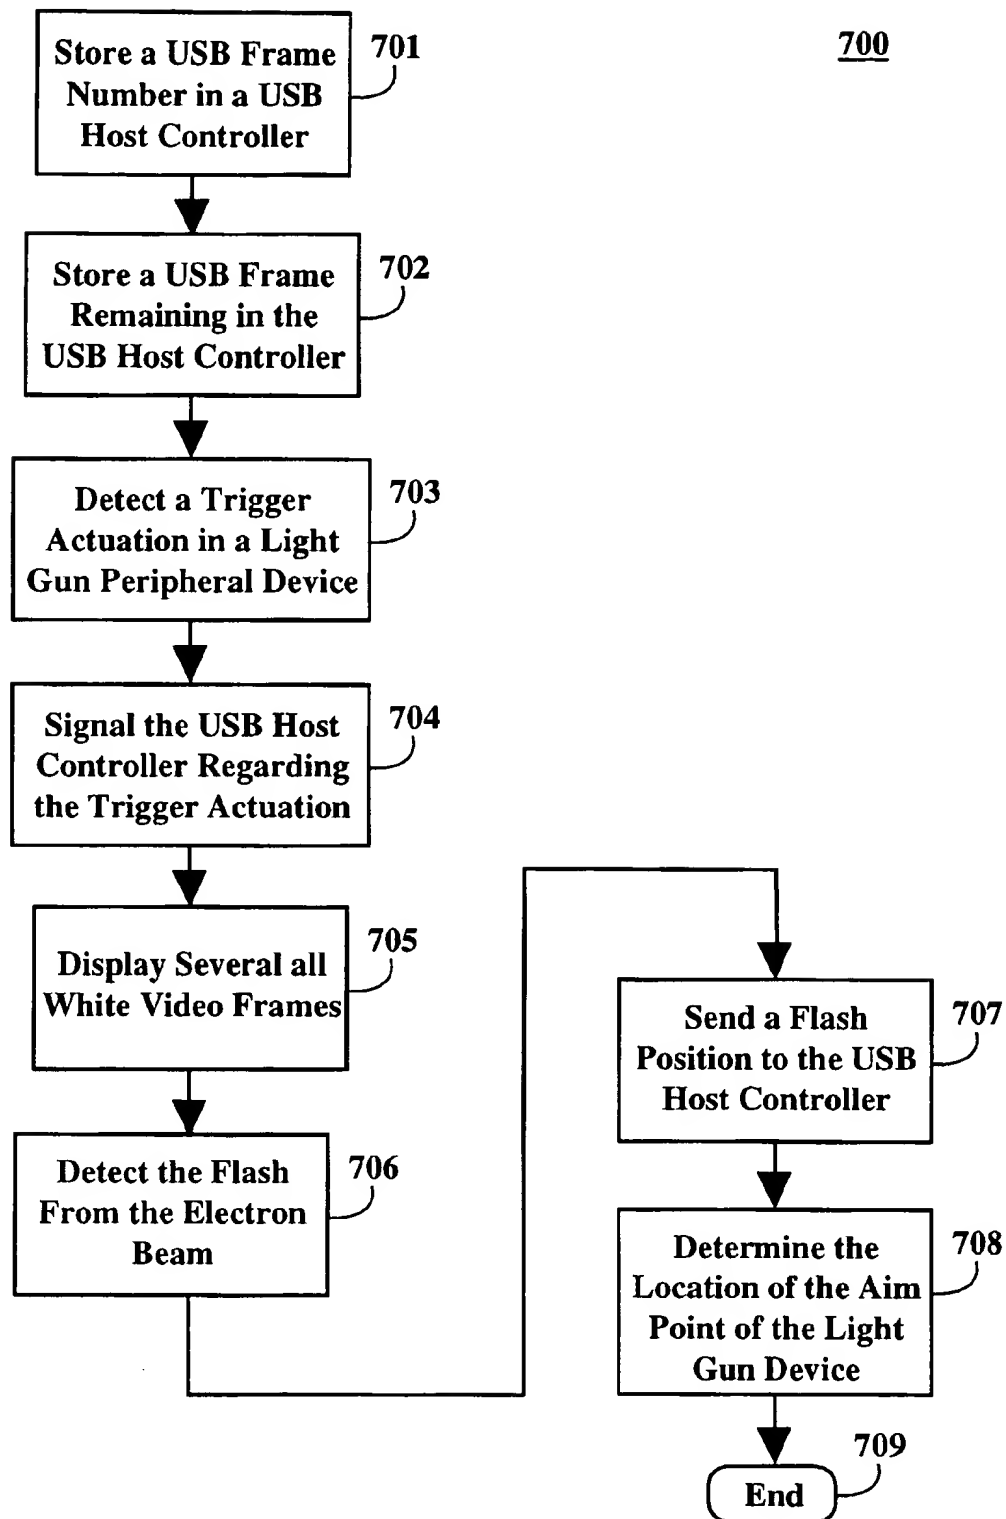 700
Store a USB Frame
Number in a USB
Host Controller
701
Store a USB Frame
Remaining in the
USB Host Controller
702
Detect a Trigger
Actuation in a Light
Gun Peripheral Device
703
Signal the USB Host
Controller Regarding
the Trigger Actuation
704
Display Several all
White Video Frames
705
Detect the Flash
From the Electron
Beam
706
Send a Flash
Position to the USB
Host Controller
707
Determine the
Location of the Aim
Point of the Light
Gun Device
708
End
709